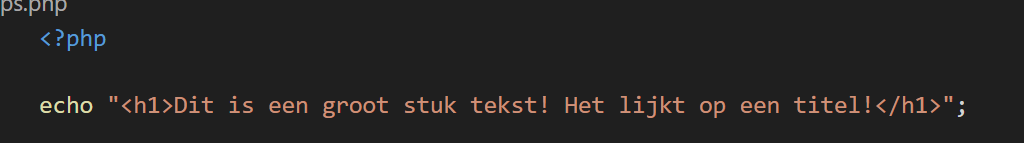 ps.php
<?php
echo "<h1>Dit is een groot stuk tekst! Het lijkt op een titel!</h1>";